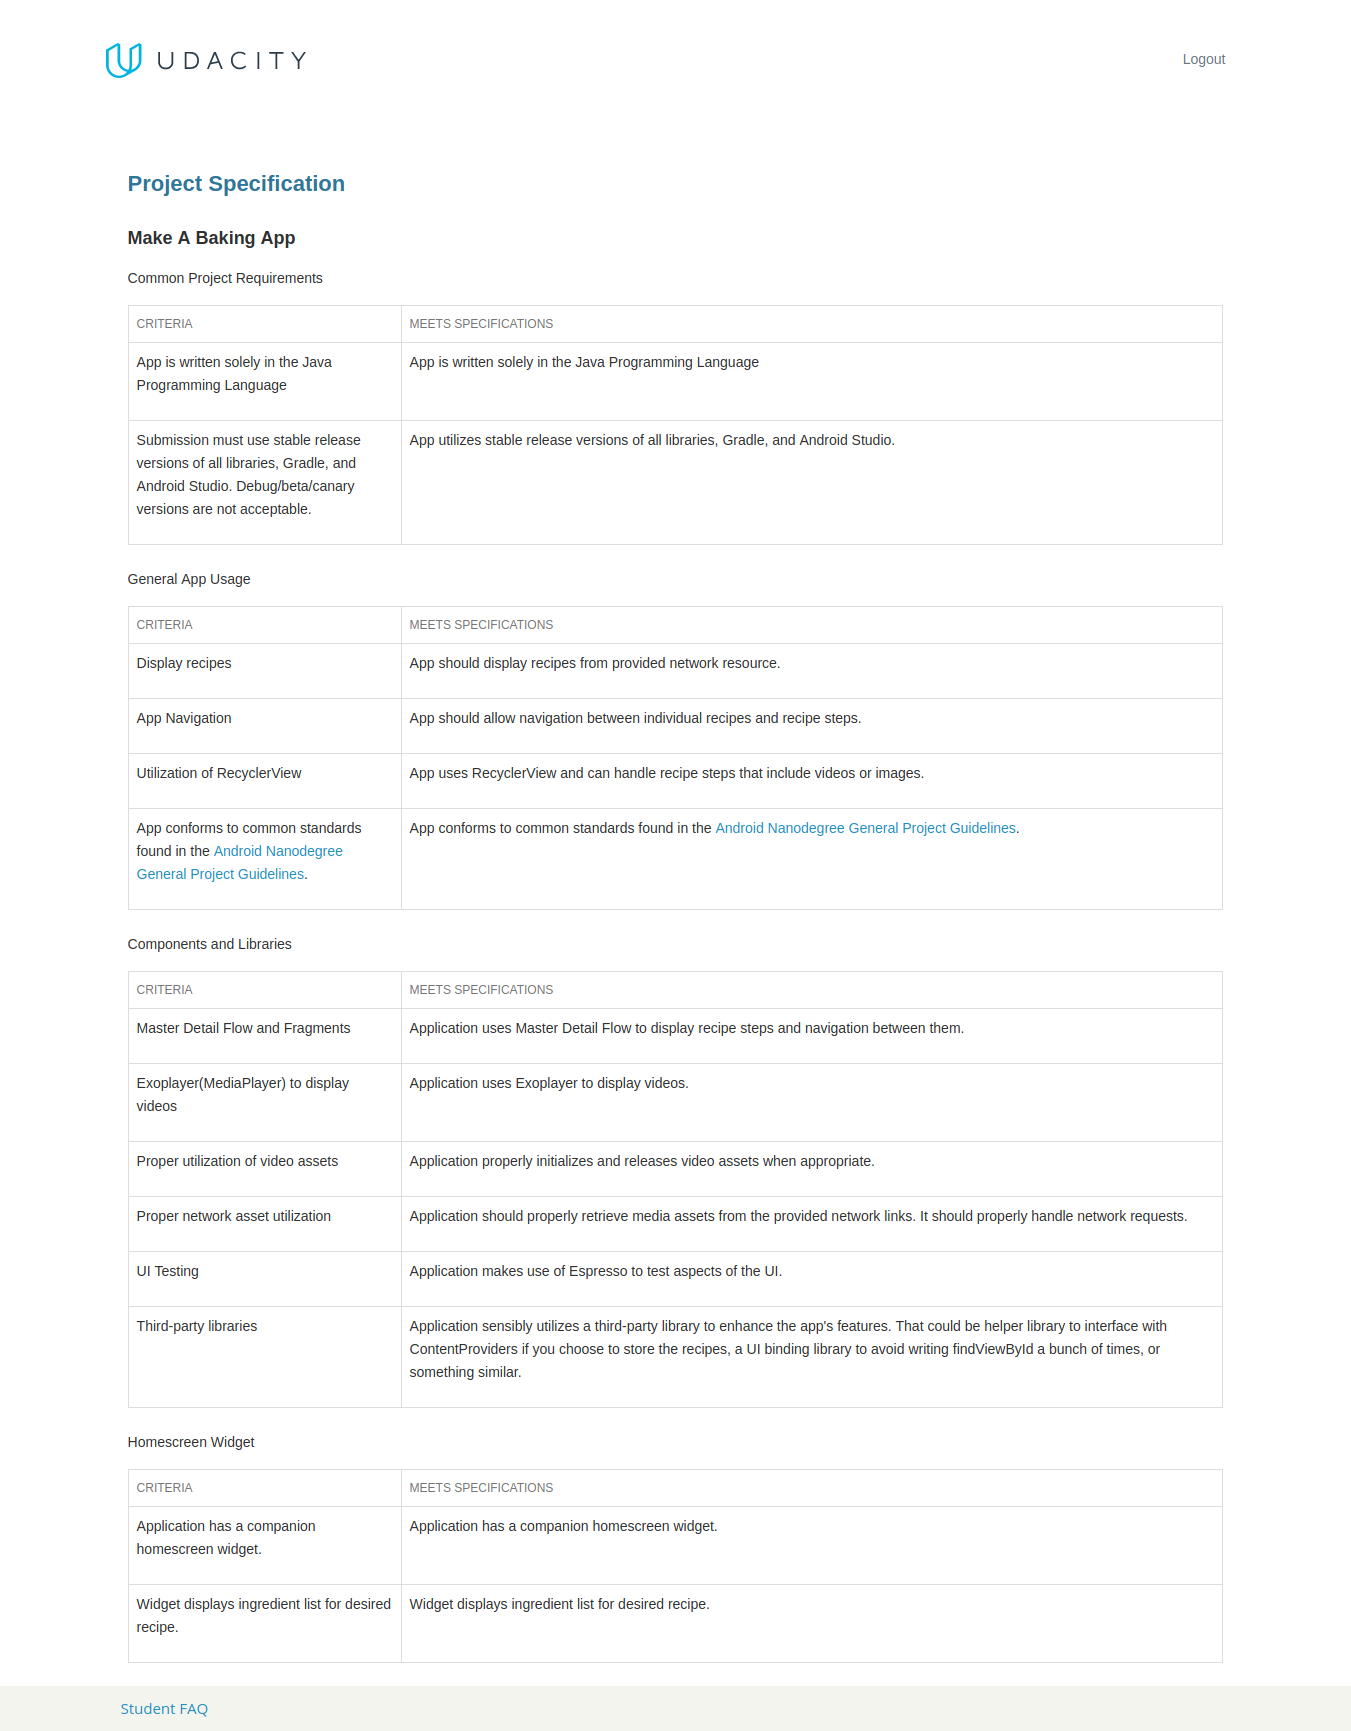 UDACITY
Logout
Project Specification
Make A Baking App
Common Project Requirements
CRITERIA
MEETS SPECIFICATIONS
App is written solely in the Java
Programming Language
App is written solely in the Java Programming Language
Submission must use stable release
versions of all libraries, Gradle, and
Android Studio. Debug/beta/canary
versions are not acceptable.
App utilizes stable release versions of all libraries, Gradle, and Android Studio.
General App Usage
CRITERIA
MEETS SPECIFICATIONS
Display recipes
App should display recipes from provided network resource.
App Navigation
App should allow navigation between individual recipes and recipe steps.
Utilization of RecyclerView
App uses RecyclerView and can handle recipe steps that include videos or images.
App conforms to common standards
found in the Android Nanodegree
General Project Guidelines.
App conforms to common standards found in the Android Nanodegree General Project Guidelines.
Components and Libraries
CRITERIA
MEETS SPECIFICATIONS
Master Detail Flow and Fragments
Application uses Master Detail Flow to display recipe steps and navigation between them.
Exoplayer(MediaPlayer) to display
videos
Application uses Exoplayer to display videos.
Proper utilization of video assets
Application properly initializes and releases video assets when appropriate.
Proper network asset utilization
Application should properly retrieve media assets from the provided network links. It should properly handle network requests.
UI Testing
Application makes use of Espresso to test aspects of the UI.
Third-party libraries
Application sensibly utilizes a third-party library to enhance the app's features. That could be helper library to interface with
ContentProviders if you choose to store the recipes, a UI binding library to avoid writing findViewById a bunch of times, or
something similar.
Homescreen Widget
CRITERIA
MEETS SPECIFICATIONS
Application has a companion
homescreen widget.
Application has a companion homescreen widget.
Widget displays ingredient list for desired
recipe.
Widget displays ingredient list for desired recipe.
Student FAQ